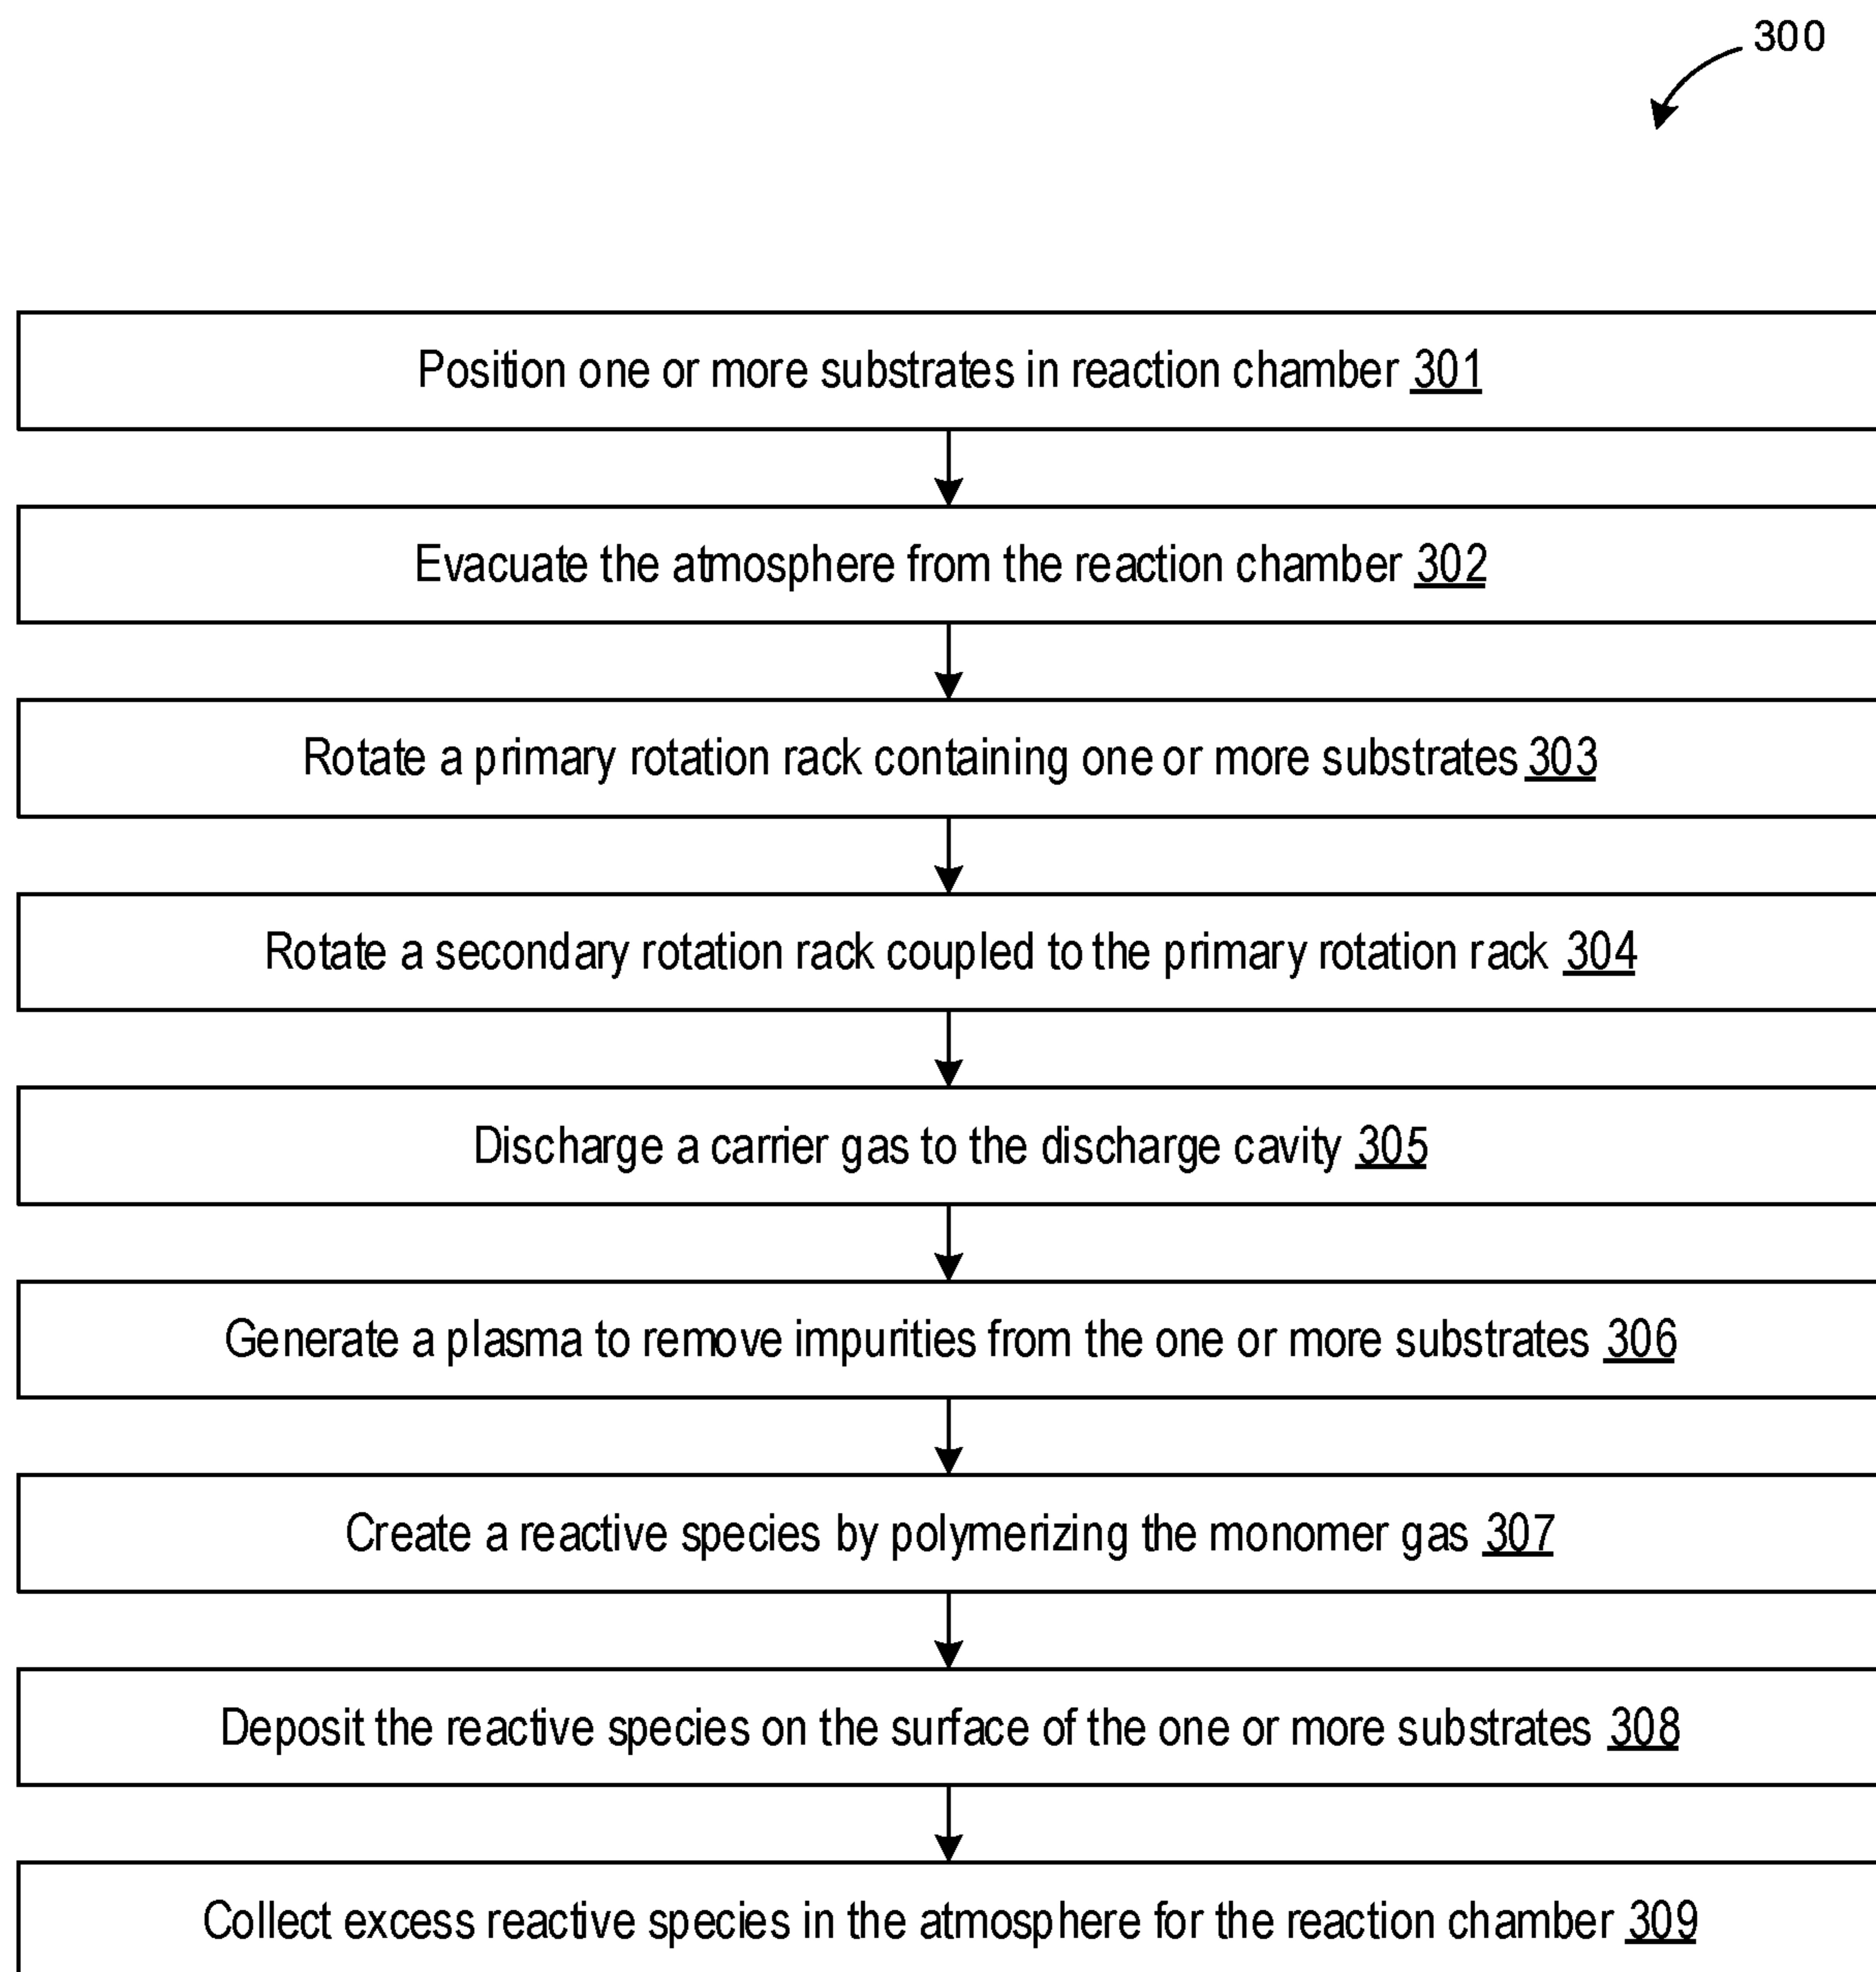 300
Position one or more substrates in reaction chamber 301
Evacuate the atmosphere from the reaction chamber 302
Rotate a primary rotation rack containing one or more substrates 303
Rotate a secondary rotation rack coupled to the primary rotation rack 304
Discharge a carrier gas to the discharge cavity 305
Generate a plasma to remove impurities from the one or more substrates 306
Create a reactive species by polymerizing the monomer gas 307
Deposit the reactive species on the surface of the one or more substrates 308
Collect excess reactive species in the atmosphere for the reaction chamber 309